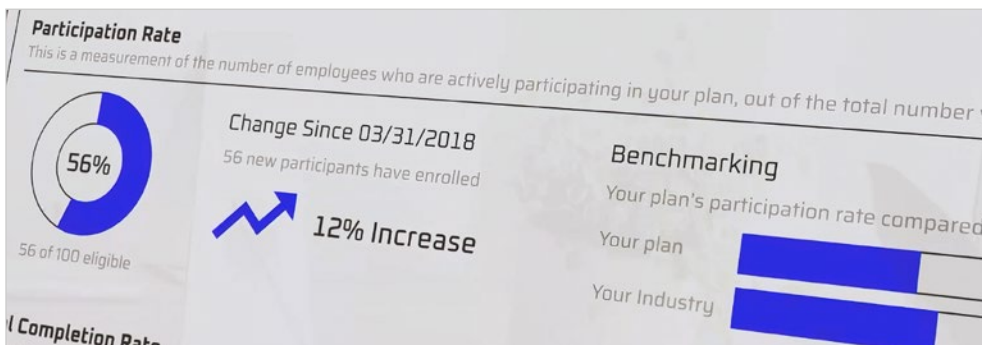 Participation Rate
This is a measurement of the number of employees who are actively participating in your plan, out of the total number
56%
56 of 100 eligible
Change Since 03/31/2018
56 new participants have enrolled
12% Increase
Benchmarking
Your plan's participation rate compared
Your plan
Your Industry
Completion Rate